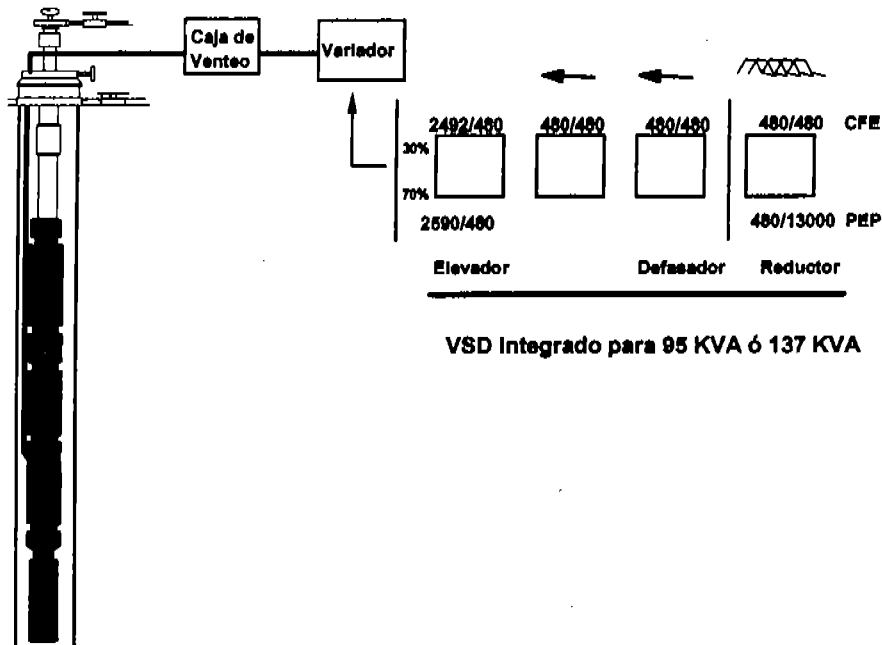 Caja de
Venteo
Variador
2492/480 480/480 480/480 480/480 CFE
30%
70%
2590/480 480/13000 PEP
Elevador Defasador Reductor
VSD Integrado para 95 KVA ó 137 KVA